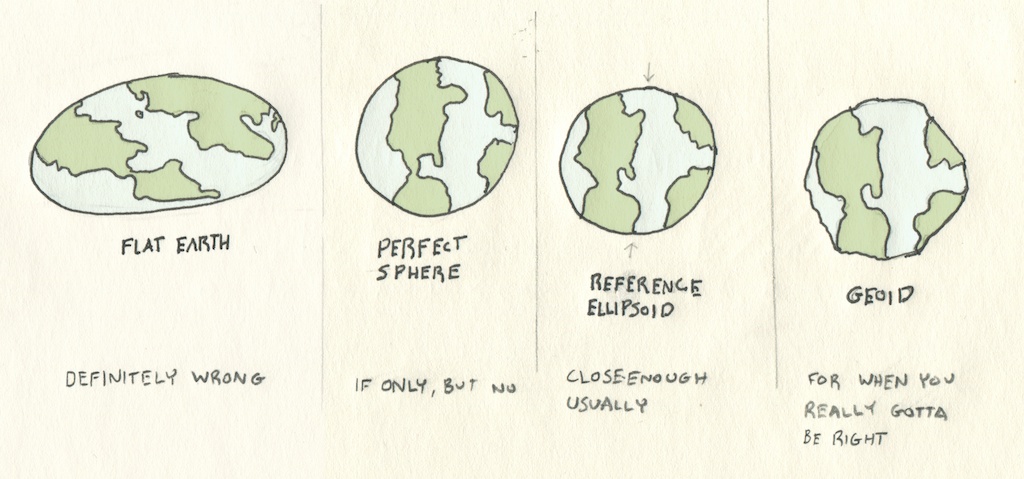 FLAT EARTH
DEFINITELY WRONG
PERFECT
SPHERE
IF ONLY, BUT NO
REFERENCE
ELLIPSOID
CLOSE ENOUGH
USUALLY
GEOID
FOR WHEN YOU
REALLY GOTTA
BE RIGHT